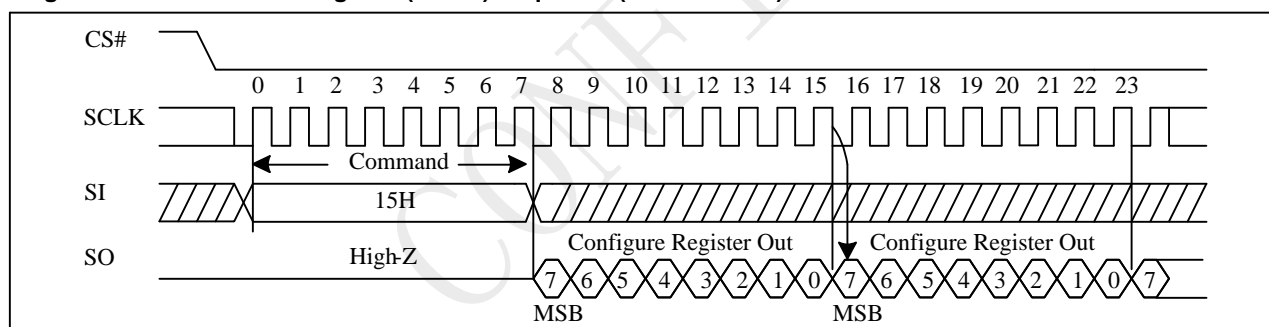 CS#
0 1 2 3 4 5 6 7 8 9 10 11 12 13 14 15 16 17 18 19 20 21 22 23
SCLK
Command
SI
15H
Configure Register Out Configure Register Out
SO
High-Z
7 6 5 4 3 2 1 0 7 6 5 4 3 2 1 0 7
MSB MSB